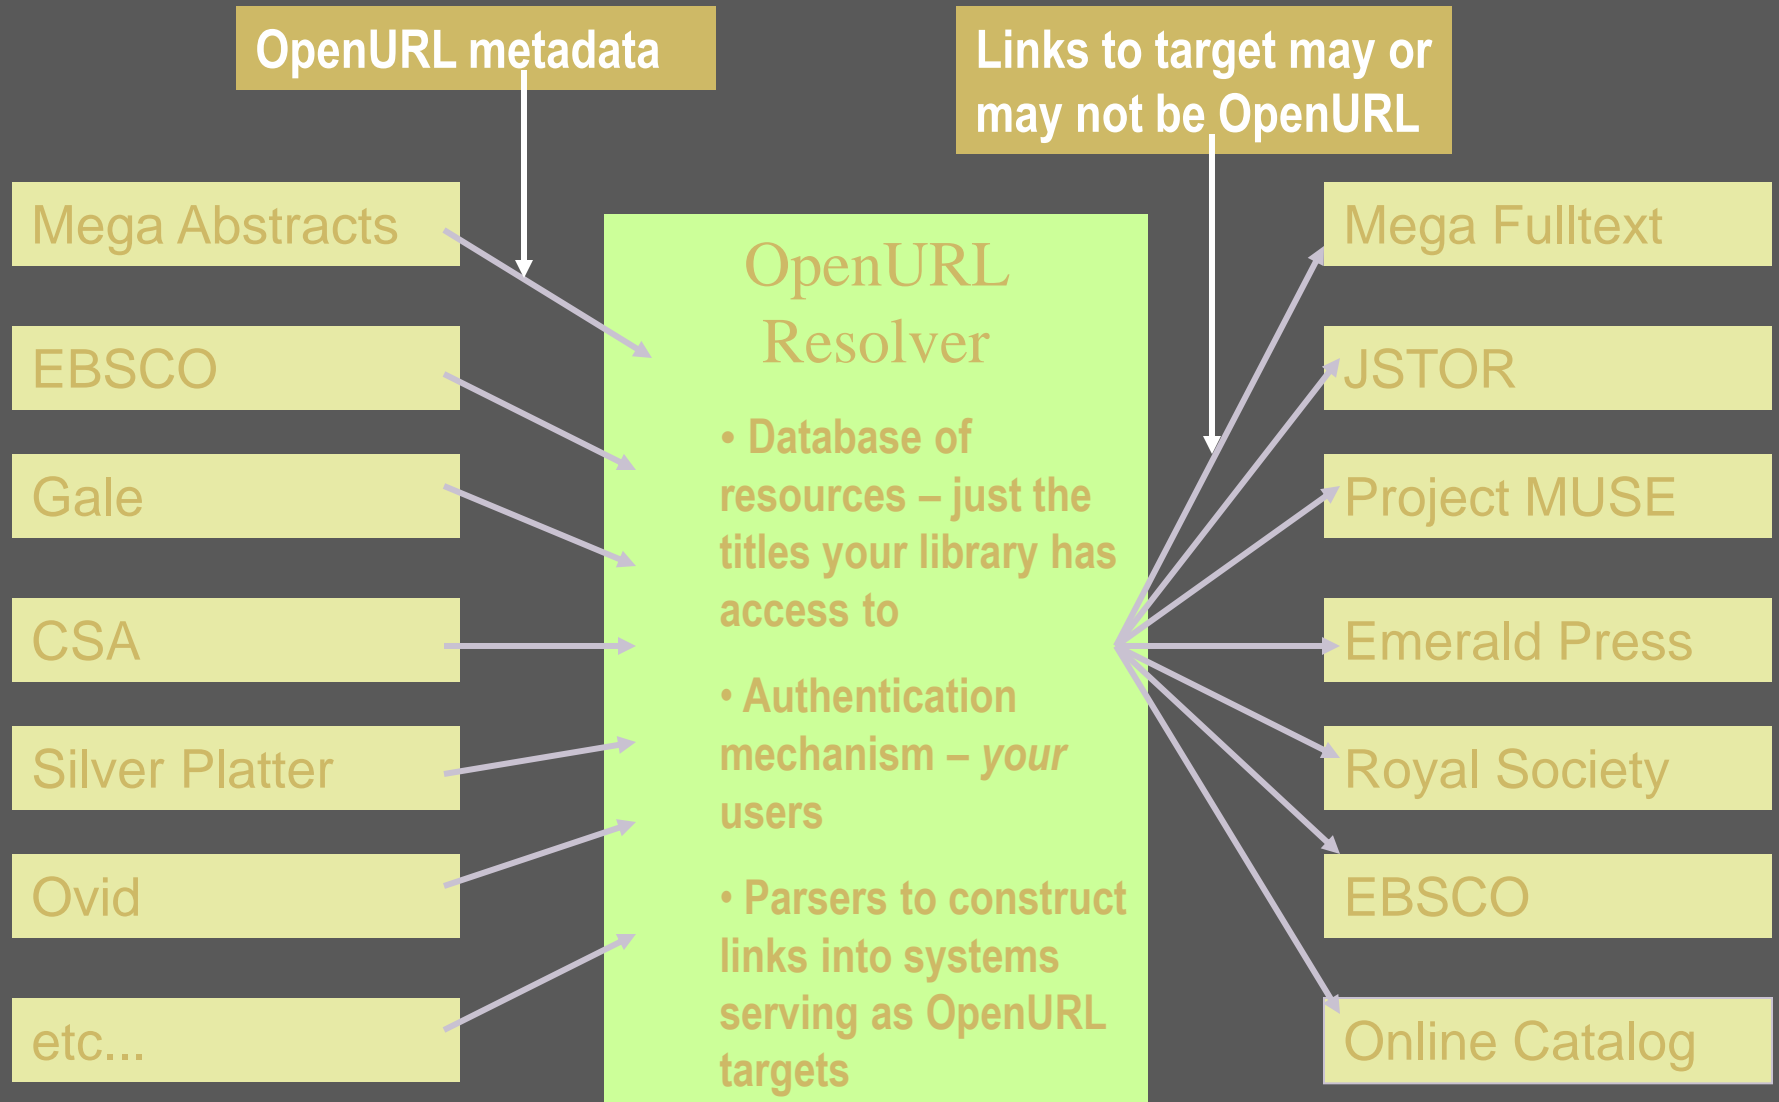 OpenURL metadata
Links to target may or
may not be OpenURL
Mega Abstracts
EBSCO
Gale
CSA
Silver Platter
Ovid
etc...
OpenURL
Resolver
• Database of
resources – just the
titles your library has
access to
• Authentication
mechanism – your
users
• Parsers to construct
links into systems
serving as OpenURL
targets
Mega Fulltext
JSTOR
Project MUSE
Emerald Press
Royal Society
EBSCO
Online Catalog